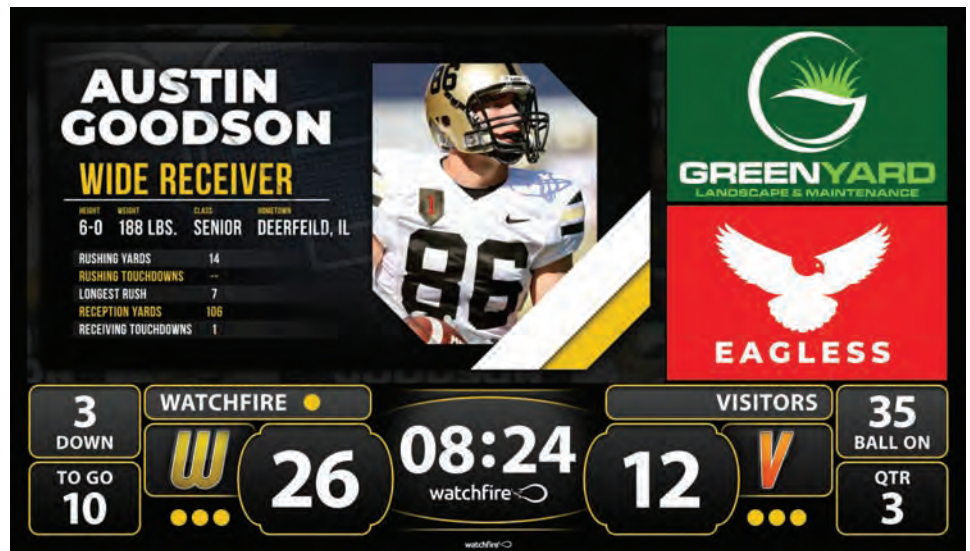 AUSTIN
GOODSON
WIDE RECEIVER
HEIGHT WEIGHT CLASS HOMETOWN
6-0 188 LBS. SENIOR DEERFEILD, IL
RUSHING YARDS 14
RUSHING TOUCHDOWNS --
LONGEST RUSH 7
RECEPTION YARDS 106
RECEIVING TOUCHDOWNS 1
86
86
GREENYARD
LANDSCAPE & MAINTENANCE
EAGLESS
3
DOWN
TO GO
10
WATCHFIRE
W
26
08:24
watchfire
VISITORS
12
V
35
BALL ON
QTR
3
watchfire